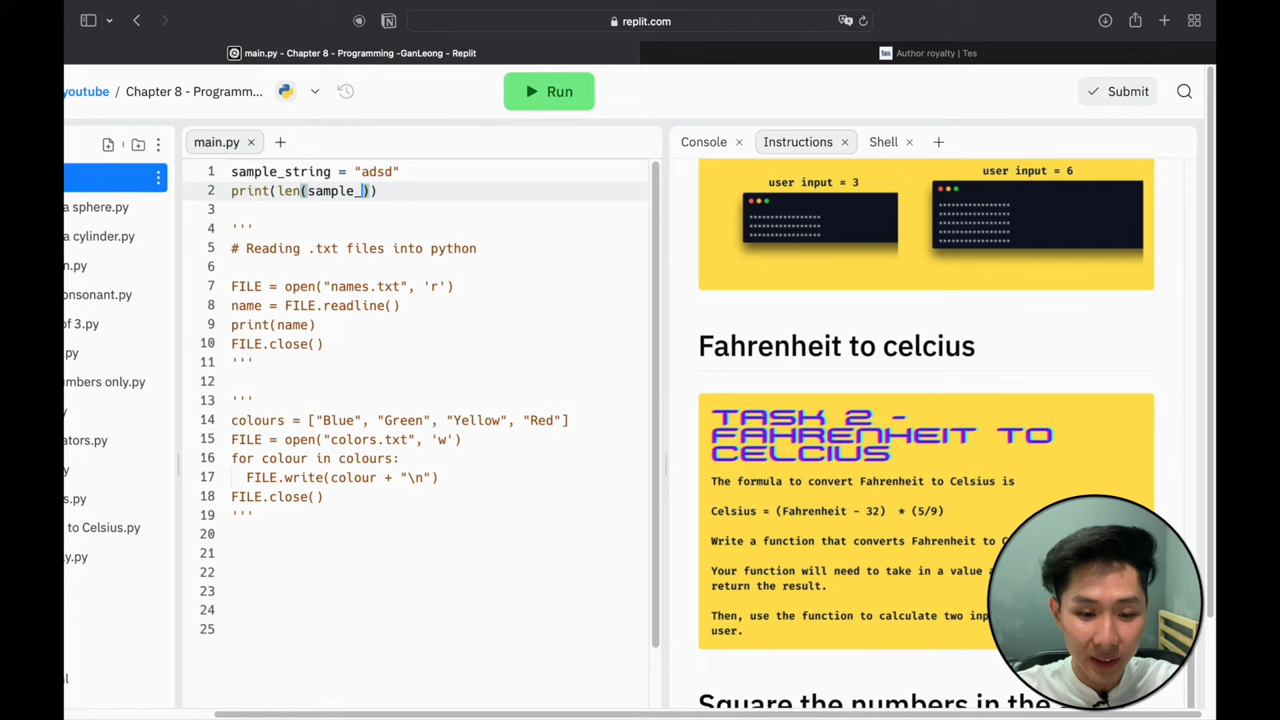 replit.com
main.py - Chapter 8 - Programming -GanLeong - Replit
tes
Author royalty | Tes
youtube / Chapter 8 - Programm...
Run
Submit
main.py
Console
Instructions
Shell
a sphere.py
a cylinder.py
n.py
onsonant.py
of 3.py
py
umbers only.py
ators.py
s.py
to Celsius.py
y.py
al
1 sample_string = "adsd"
2 print(len(sample_))
3
4 '''
5 # Reading .txt files into python
6
7 FILE = open("names.txt", 'r')
8 name = FILE.readline()
9 print(name)
10 FILE.close()
11 '''
12
13 '''
14 colours = ["Blue", "Green", "Yellow", "Red"]
15 FILE = open("colors.txt", 'w')
16 for colour in colours:
17 FILE.write(colour + "\n")
18 FILE.close()
19 '''
20
21
22
23
24
25
user input = 3
user input = 6
*****************
*****************
*****************
*****************
*****************
*****************
*****************
*****************
Fahrenheit to celcius
TASK 2 -
FAHRENHEIT TO
CELCIUS
The formula to convert Fahrenheit to Celsius is
Celsius = (Fahrenheit - 32) * (5/9)
Write a function that converts Fahrenheit to C
Your function will need to take in a value a
return the result.
Then, use the function to calculate two inp
user.
Square the numbers in the